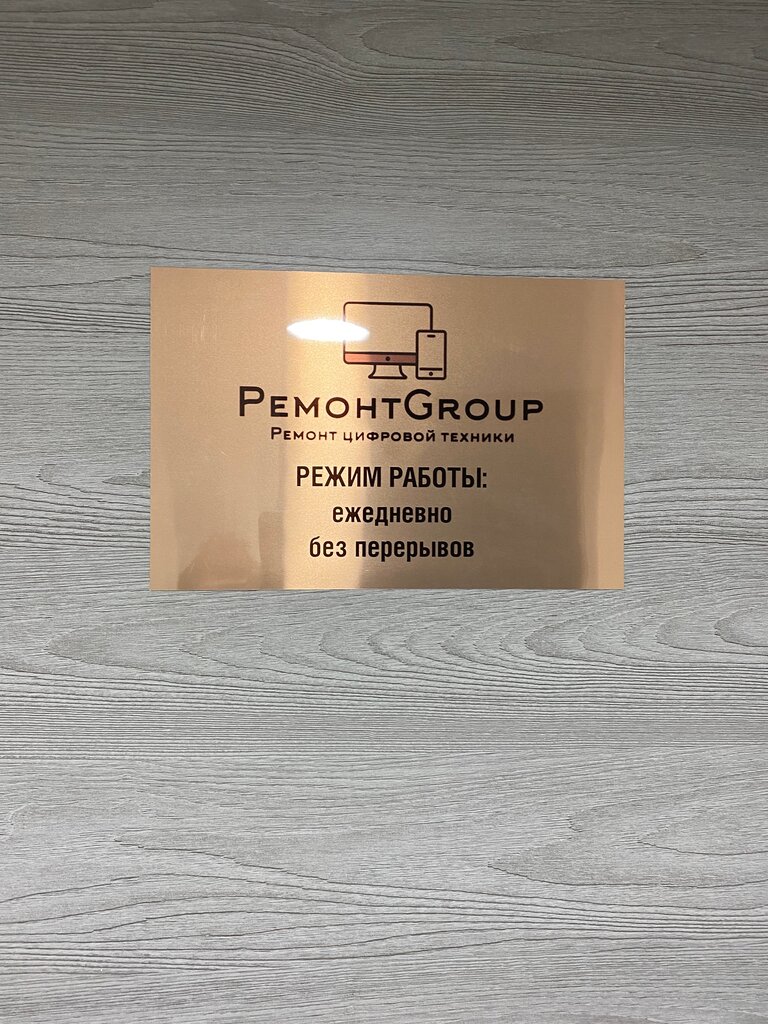 РемонтGroup
Ремонт цифровой техники
РЕЖИМ РАБОТЫ:
ежедневно
без перерывов